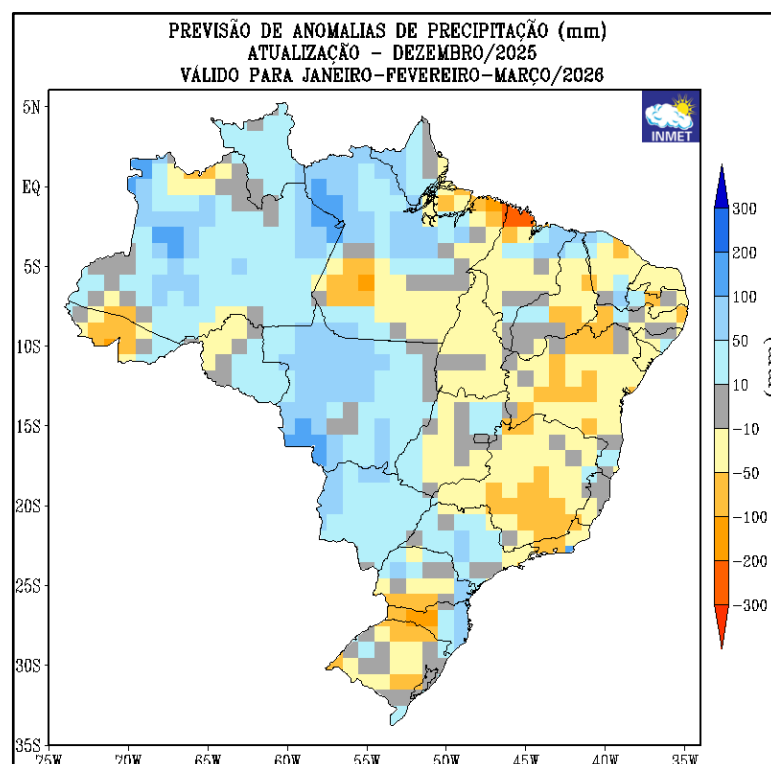 PREVISÃO DE ANOMALIAS DE PRECIPITAÇÃO (mm)
ATUALIZAÇÃO - DEZEMBRO/2025
VÁLIDO PARA JANEIRO-FEVEREIRO-MARÇO/2026
INMET
5N
EQ
5S
10S
15S
20S
25S
30S
35S
75W
70W
65W
60W
55W
50W
45W
40W
35W
300
200
100
50
10
-10
-50
-100
-200
-300